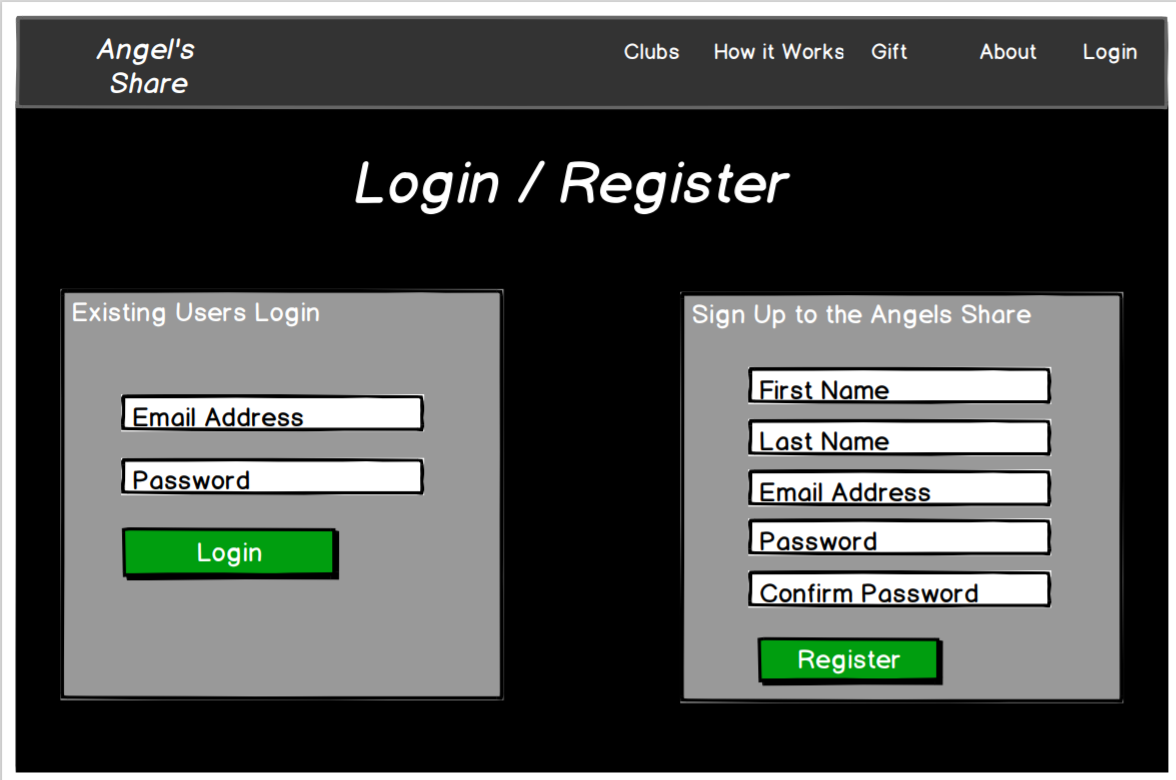 Angel's
Share
Clubs
How it Works
Gift
About
Login
Login / Register
Existing Users Login
Email Address
Password
Login
Sign Up to the Angels Share
First Name
Last Name
Email Address
Password
Confirm Password
Register